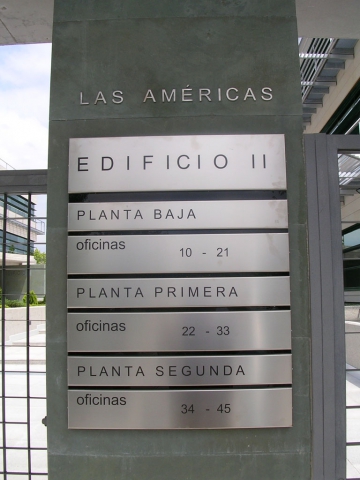 LAS AMÉRICAS
EDIFICIO II
PLANTA BAJA
oficinas 10 - 21
PLANTA PRIMERA
oficinas 22 - 33
PLANTA SEGUNDA
oficinas 34 - 45